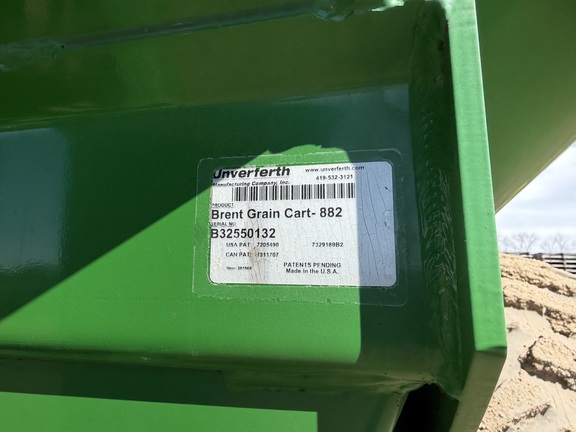 Unverferth www.unverferth.com
Manufacturing Company, Inc. 419-532-3121
PRODUCT
Brent Grain Cart- 882
SERIAL NO.
B32550132
USA PAT. 7205490 7329189B2
CAN PAT.
PATENTS PENDING
Made in the U.S.A.